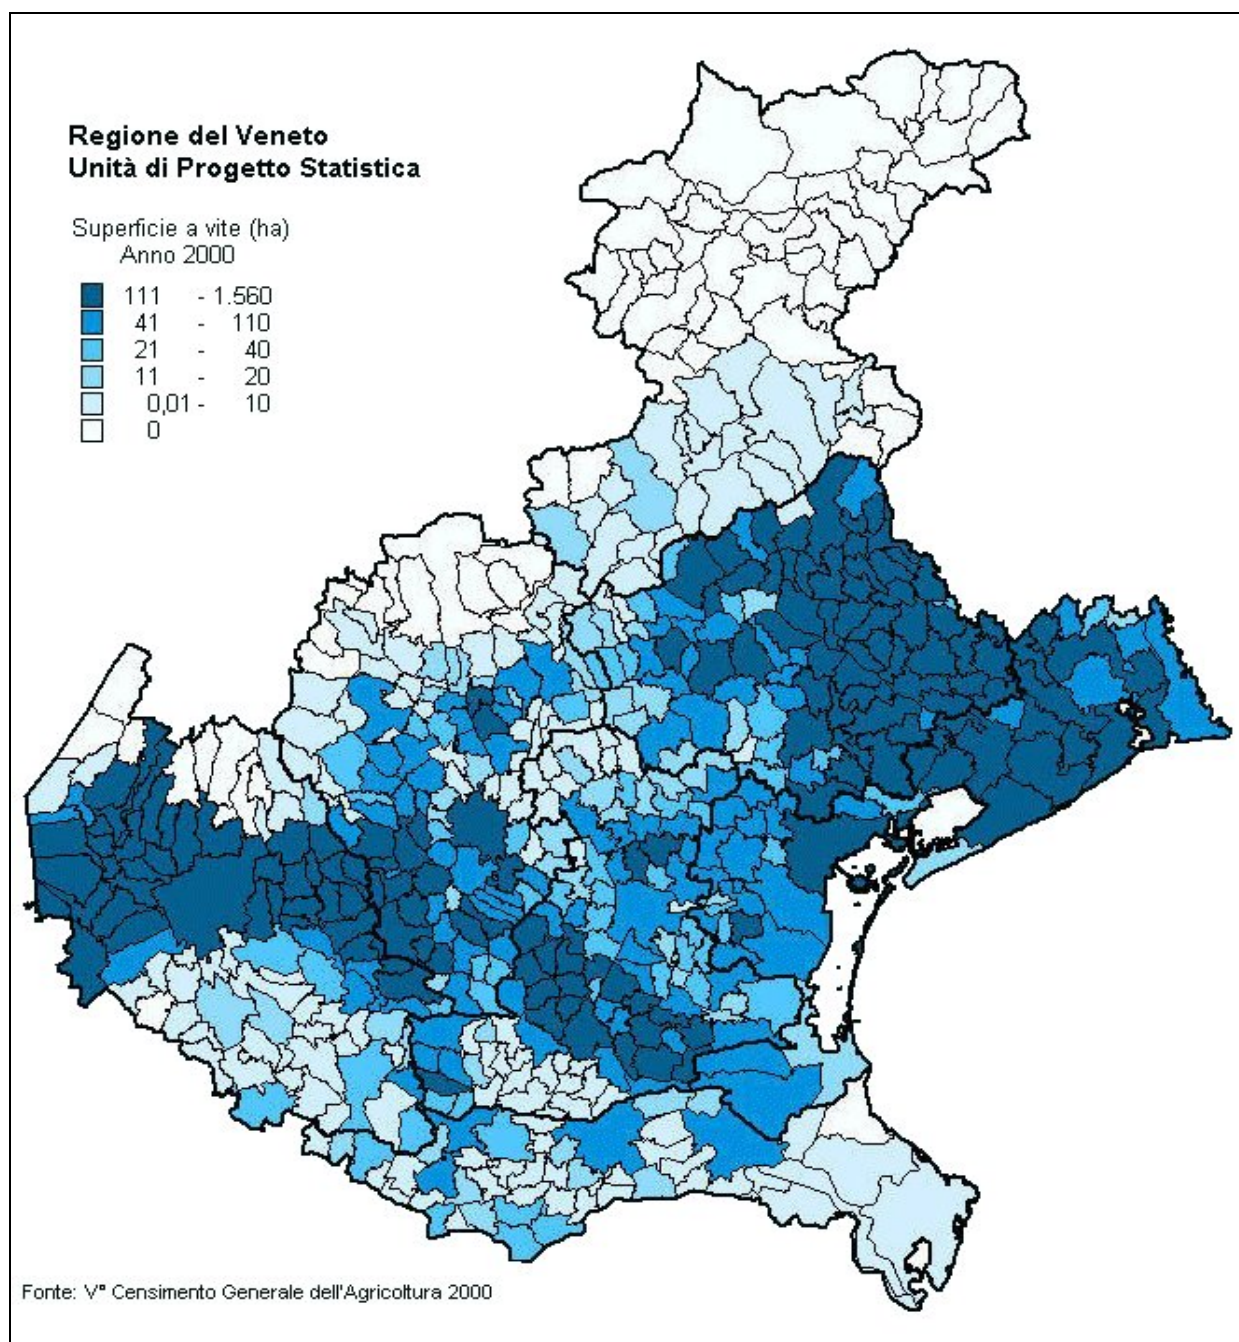 Regione del Veneto
Unità di Progetto Statistica
Superficie a vite (ha)
Anno 2000
111 - 1.560
41 - 110
21 - 40
11 - 20
0,01 - 10
0
Fonte: V° Censimento Generale dell'Agricoltura 2000